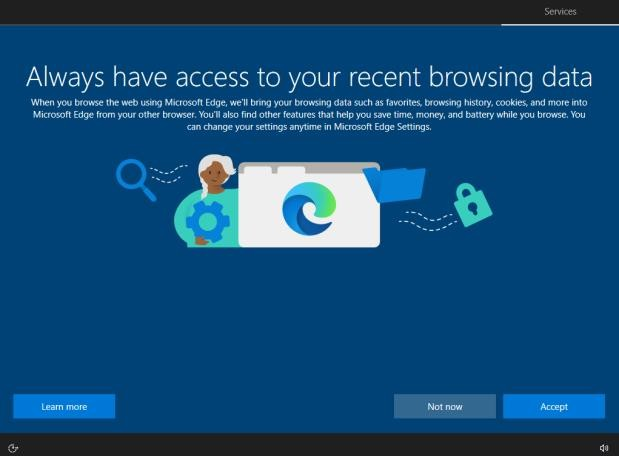 Services
Always have access to your recent browsing data
When you browse the web using Microsoft Edge, we'll bring your browsing data such as favorites, browsing history, cookies, and more into
Microsoft Edge from your other browser. You'll also find other features that help you save time, money, and battery while you browse. You
can change your settings anytime in Microsoft Edge Settings.
Learn more
Not now
Accept